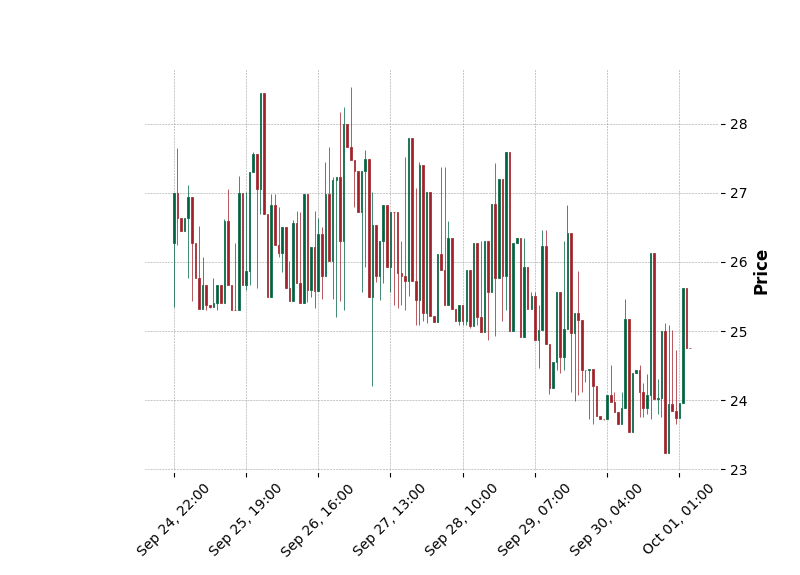 28
27
26
25
24
23
Price
Sep 24, 22:00
Sep 25, 19:00
Sep 26, 16:00
Sep 27, 13:00
Sep 28, 10:00
Sep 29, 07:00
Sep 30, 04:00
Oct 01, 01:00